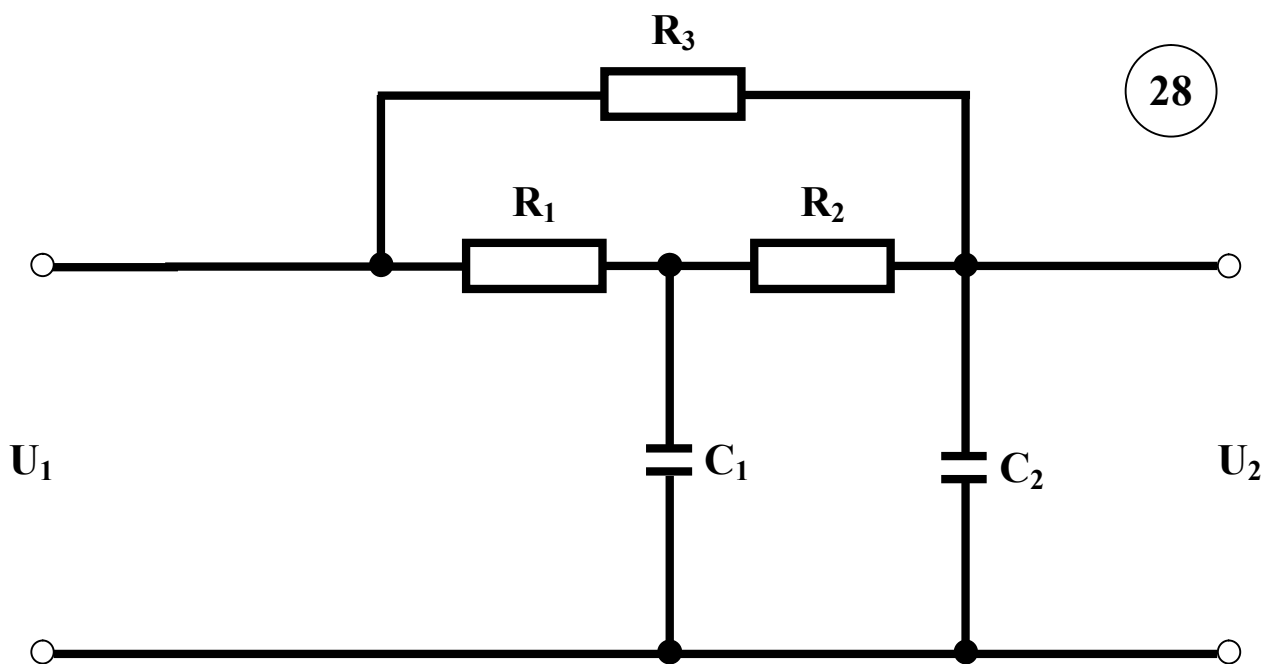 R₃
28
R₁ R₂
U₁ C₁ C₂ U₂